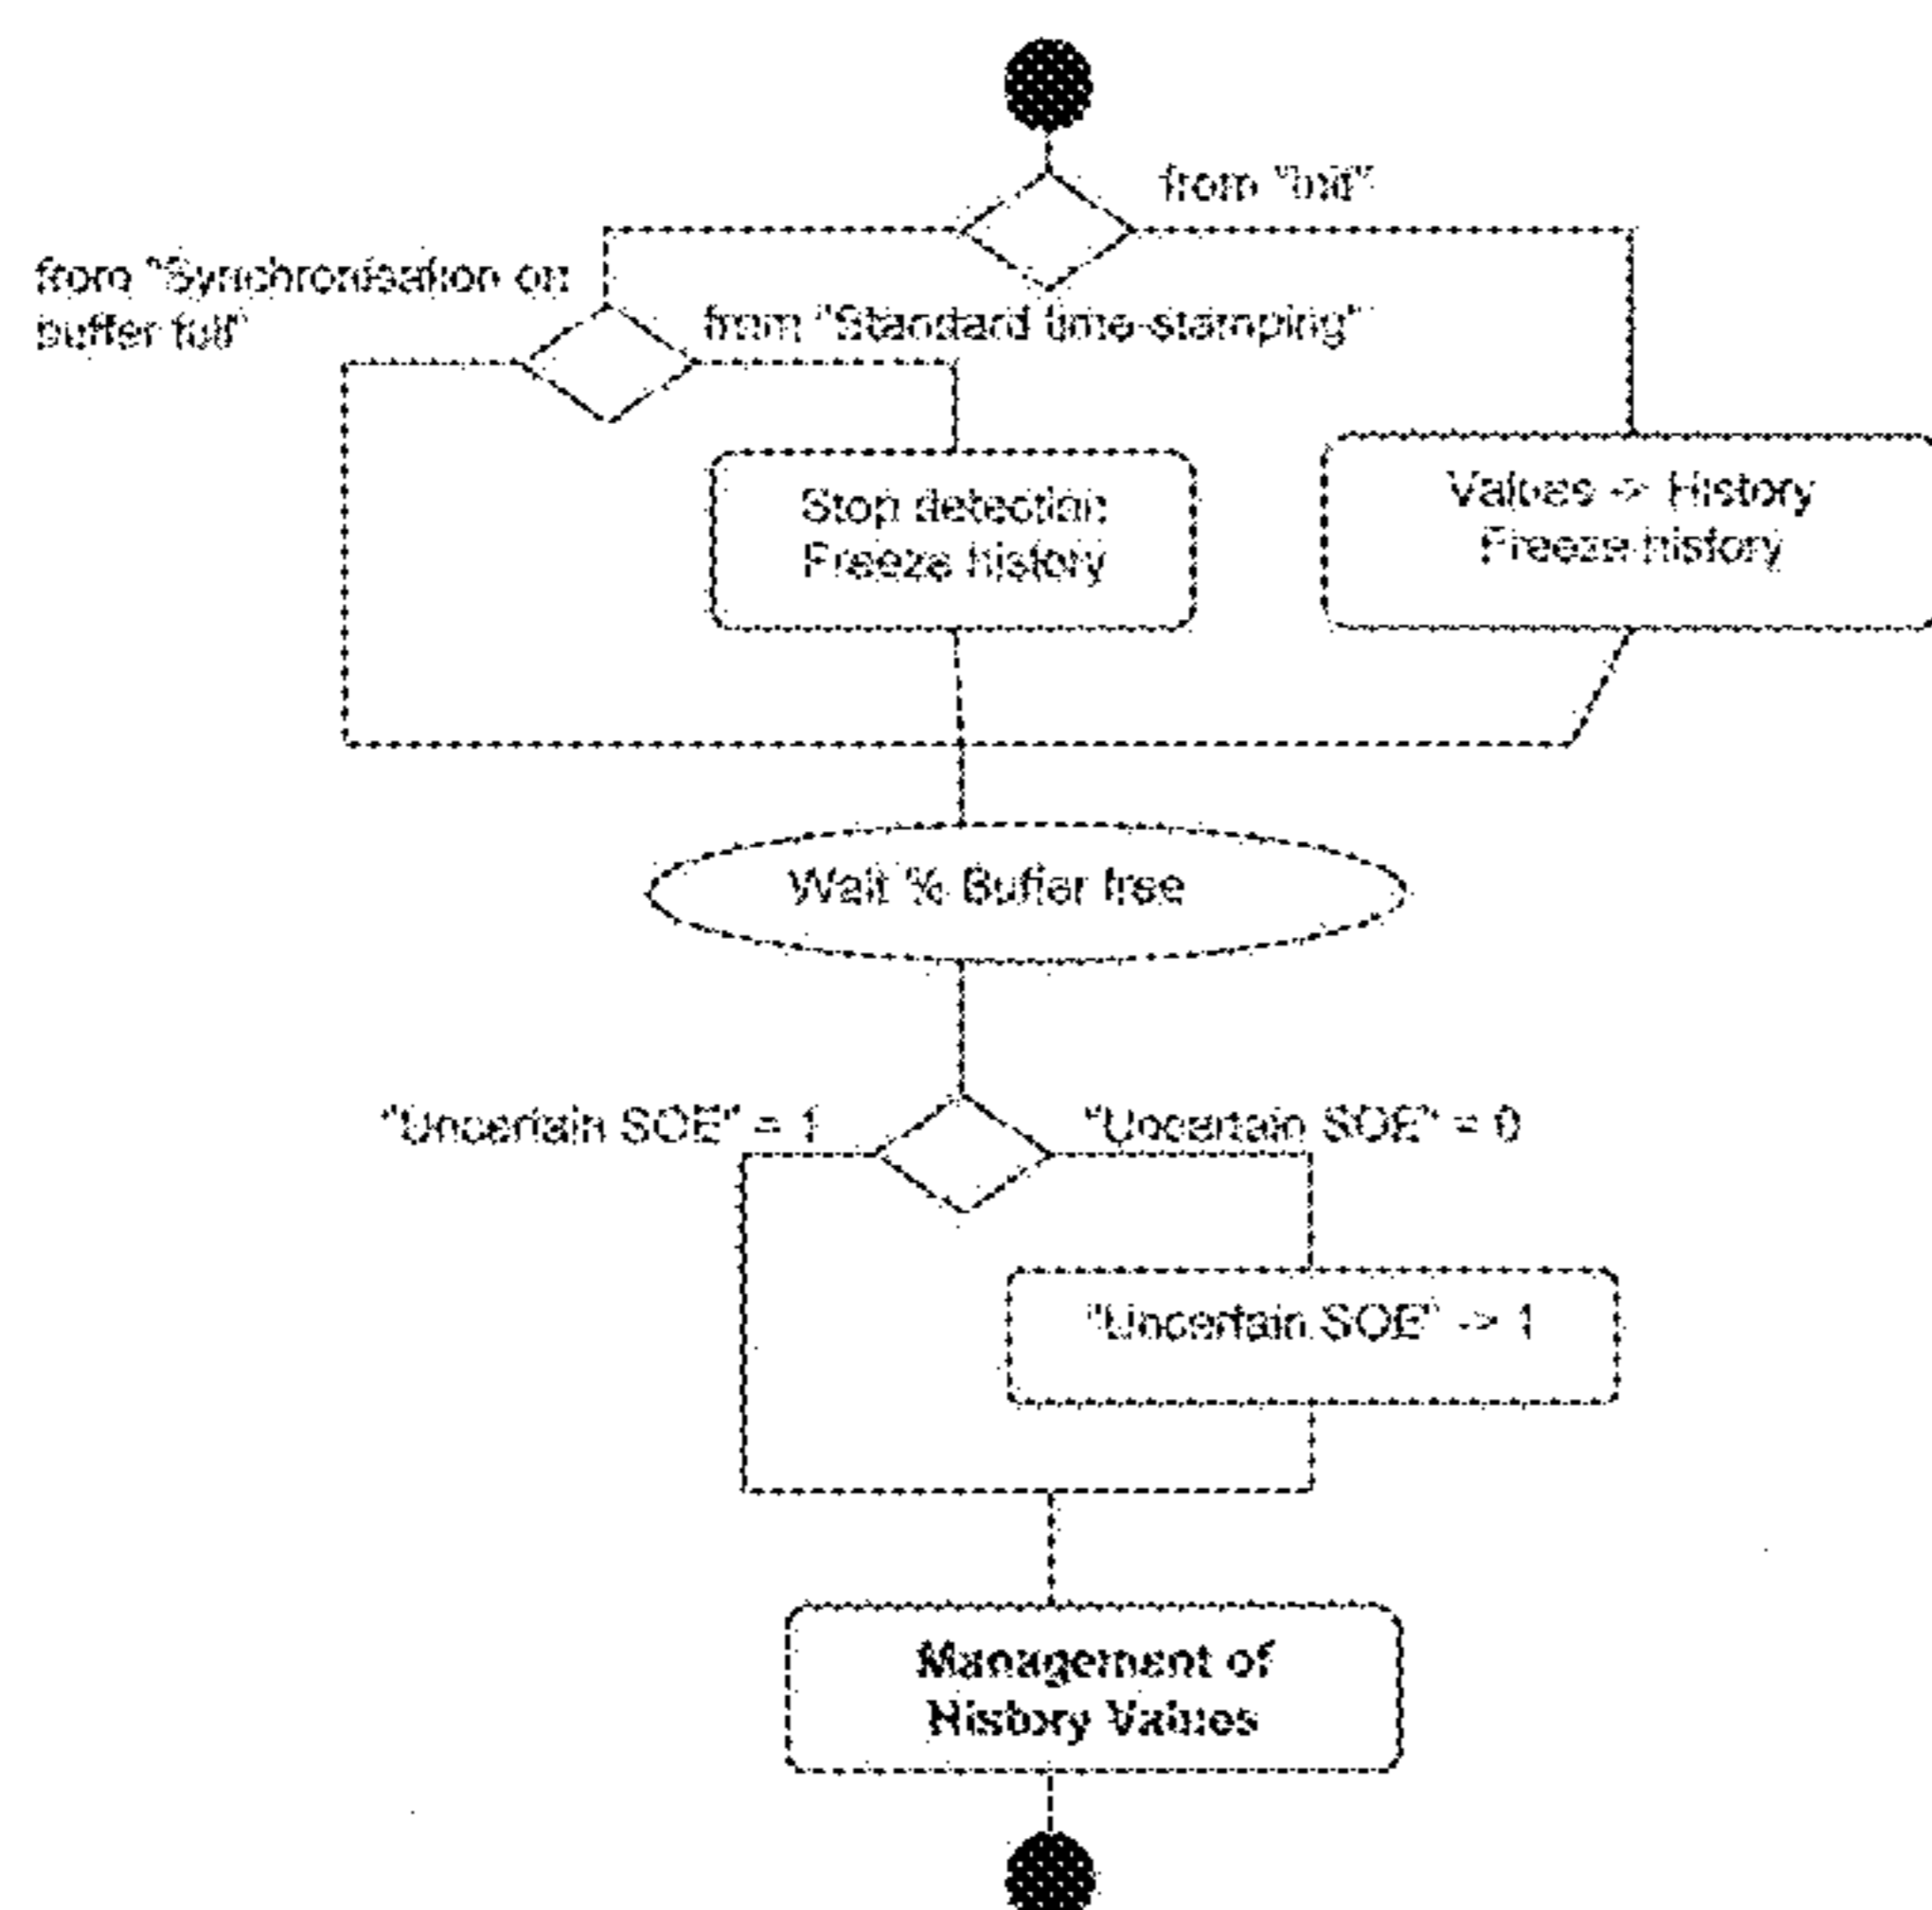 from "Init"
from "Synchronisation on
buffer full"
from "Standard time-stamping"
Stop detection
Freeze history
Values -> History
Freeze history
Wait % Buffer free
"Uncertain SOE" = 1
"Uncertain SOE" = 0
"Uncertain SOE" -> 1
Management of
History Values